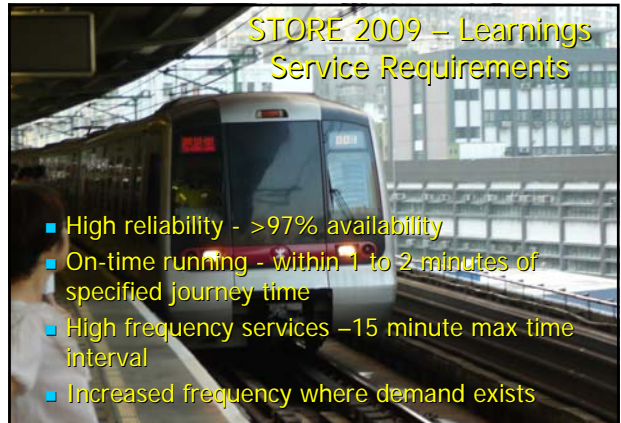 STORE 2009 – Learnings
Service Requirements
High reliability - >97% availability
On-time running - within 1 to 2 minutes of
specified journey time
High frequency services –15 minute max time
interval
Increased frequency where demand exists